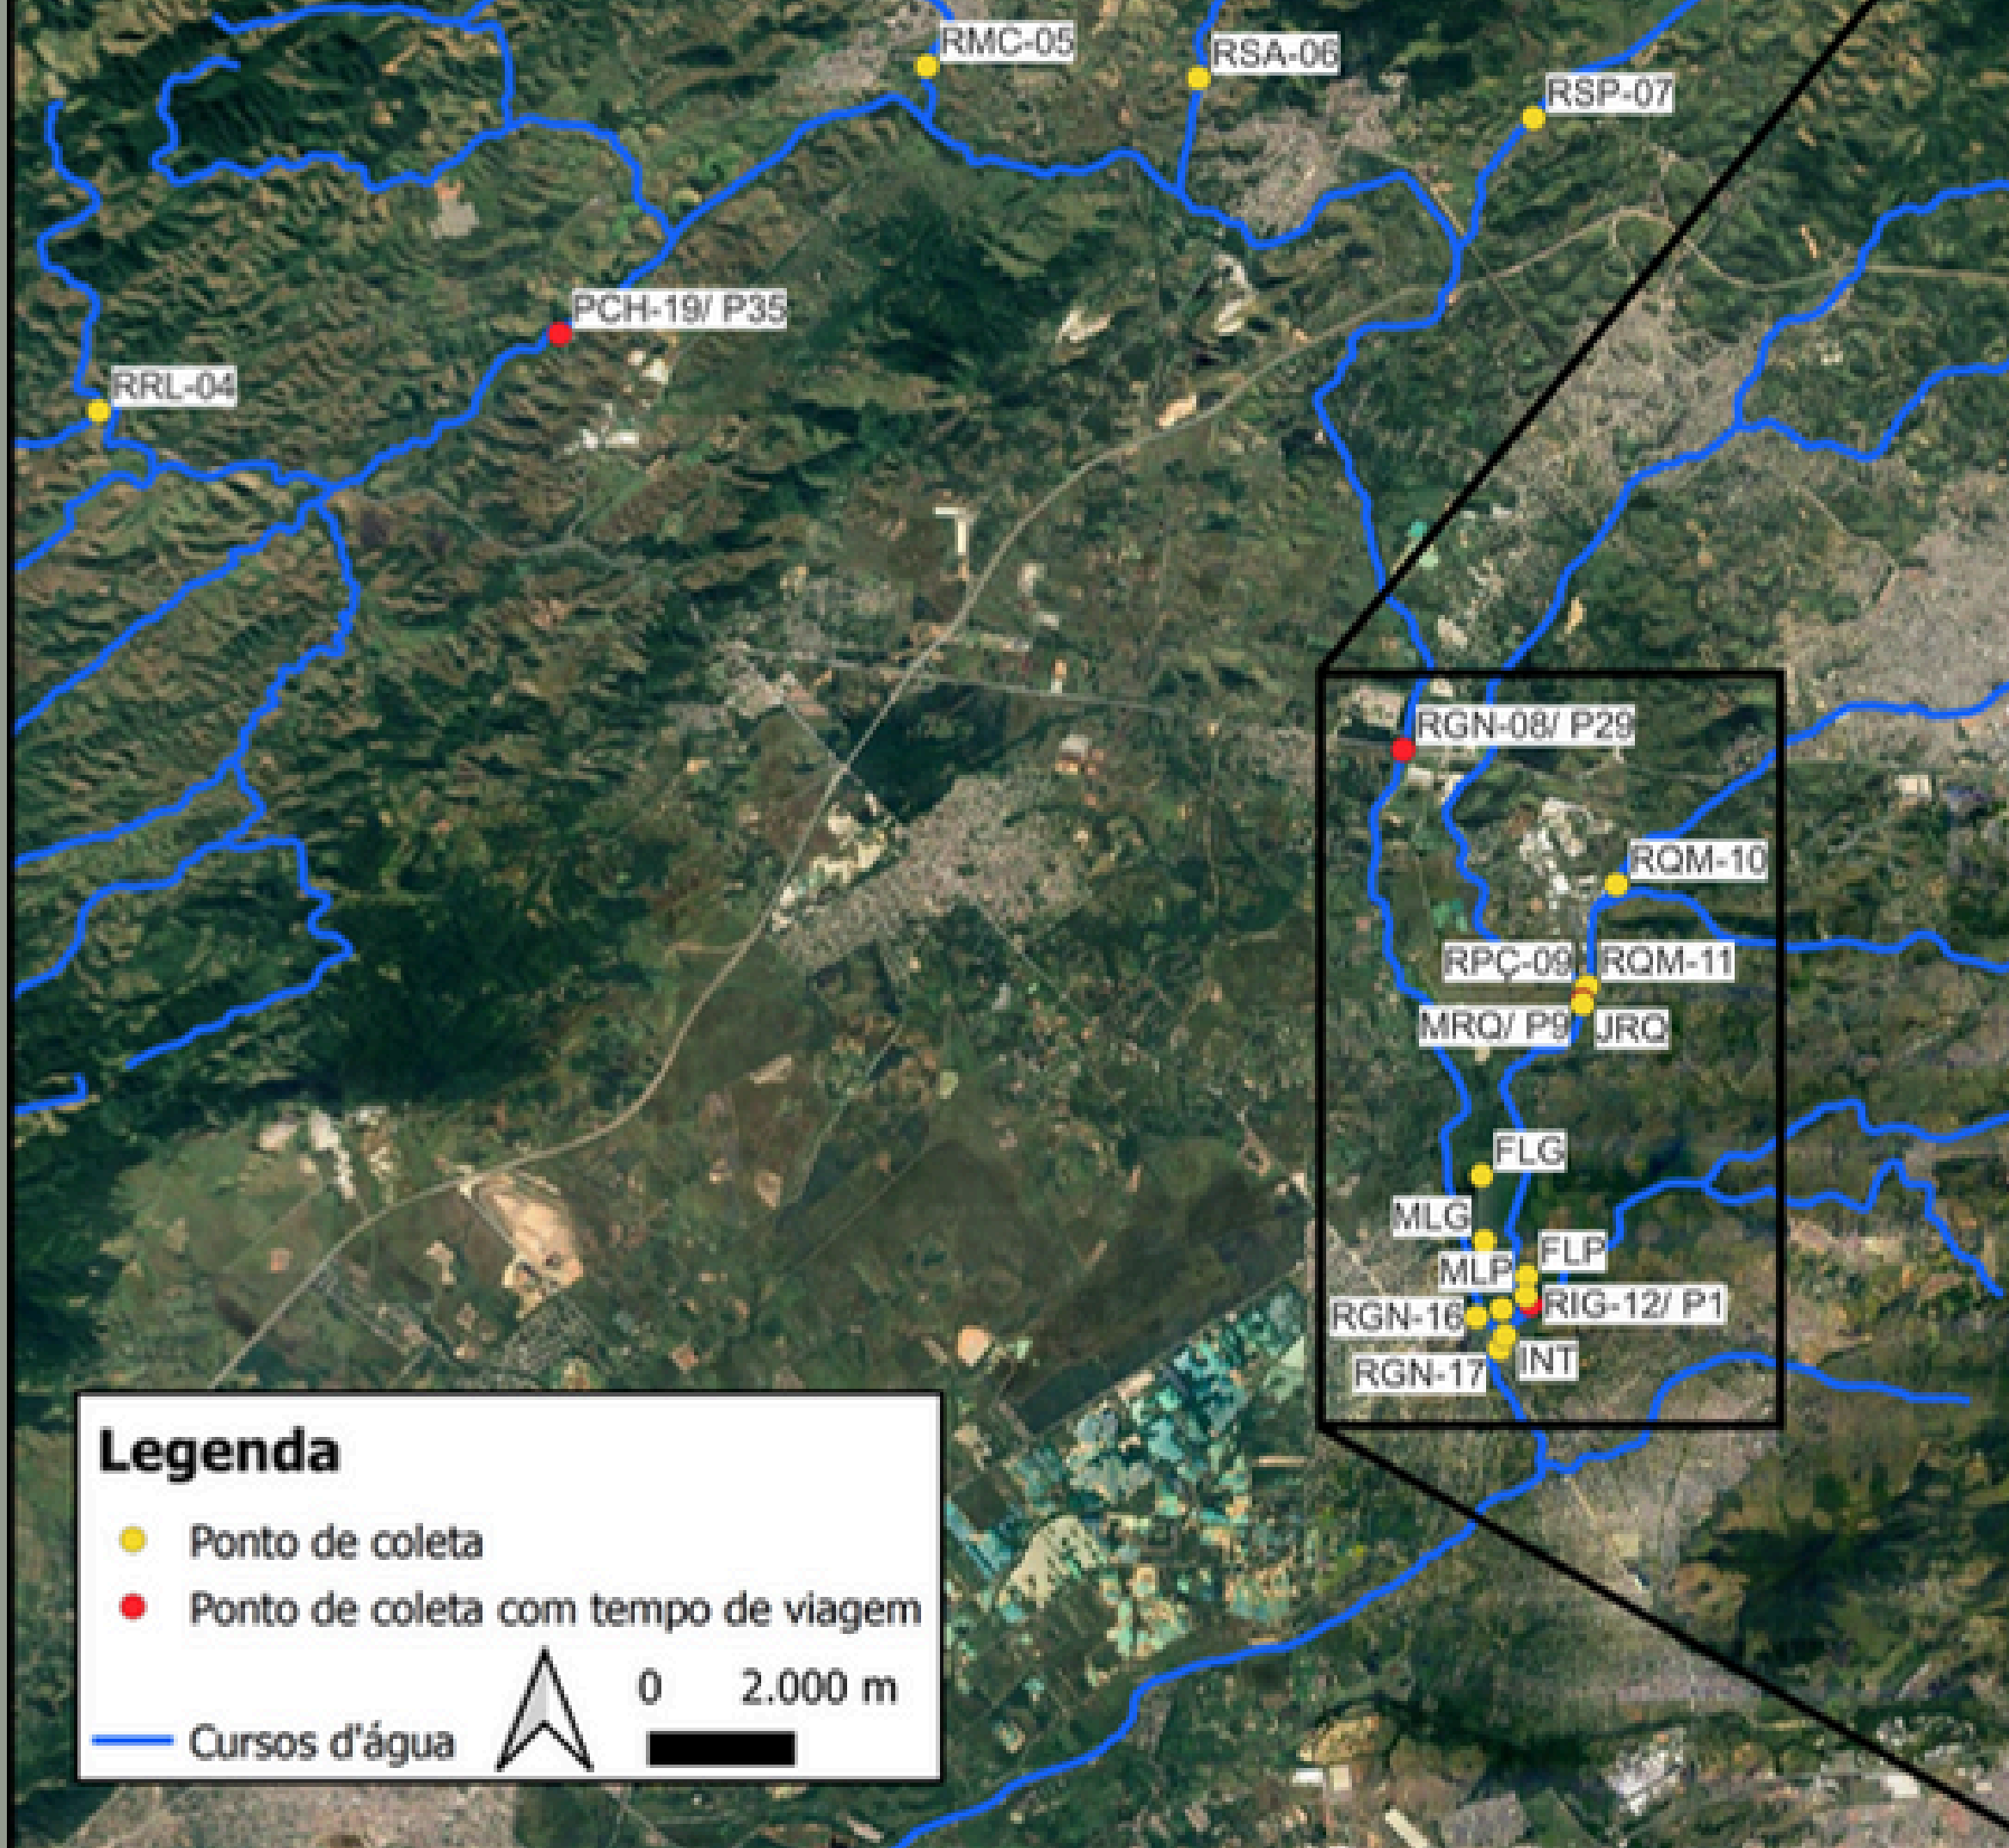 RMC-05
RSA-06
RSP-07
PCH-19/ P35
RRL-04
RGN-08/ P29
RQM-10
RPÇ-09
RQM-11
MRQ/ P9
JRQ
FLG
MLG
FLP
MLP
RIG-12/ P1
RGN-16
INT
RGN-17
Legenda
Ponto de coleta
Ponto de coleta com tempo de viagem
0 2.000 m
Cursos d'água